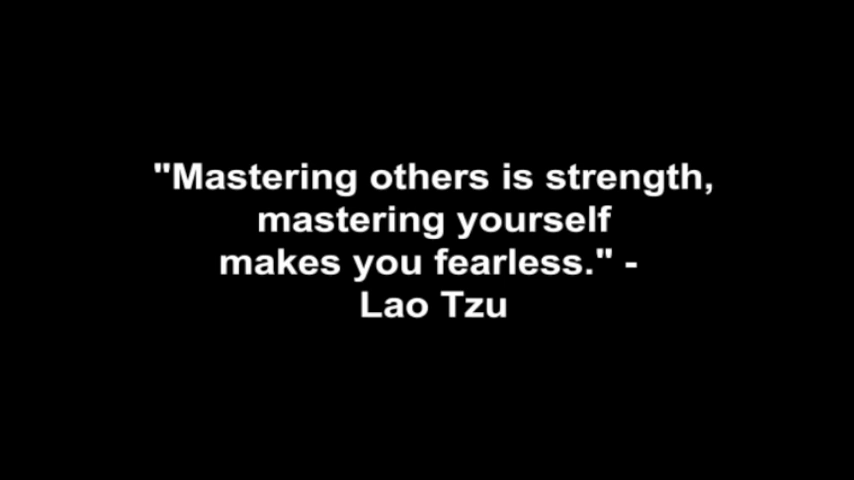 "Mastering others is strength,
mastering yourself
makes you fearless." -
Lao Tzu